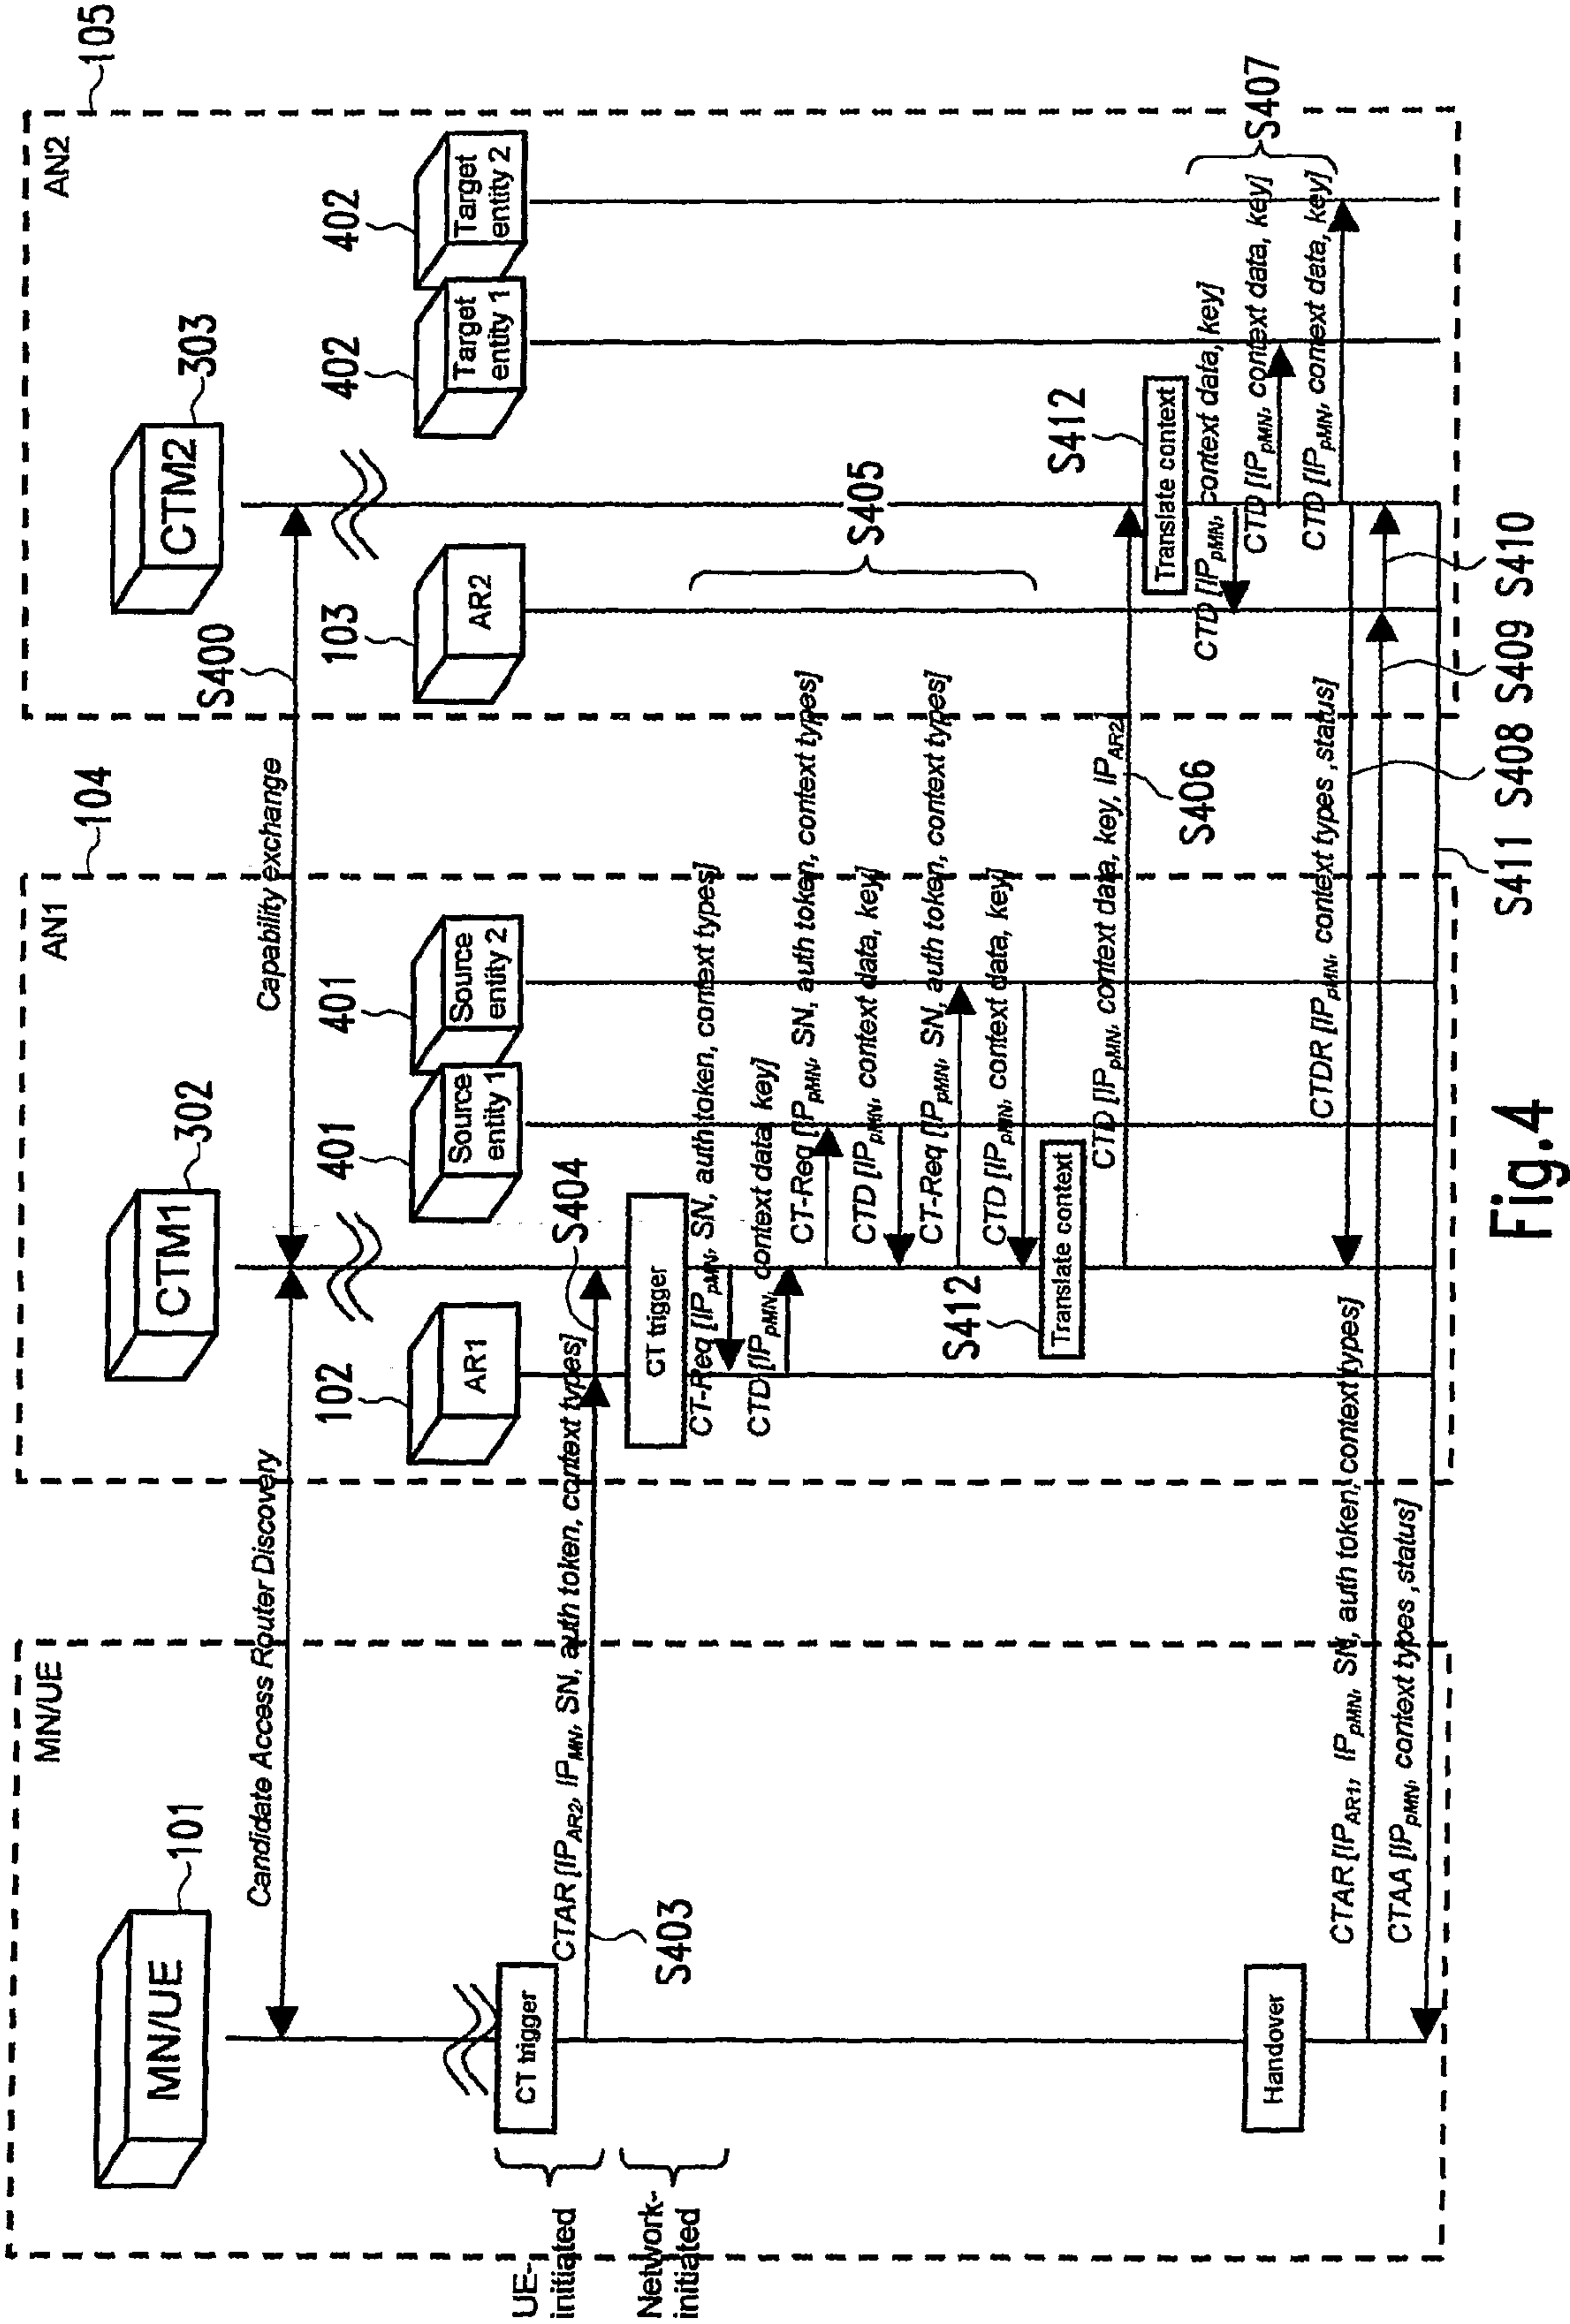 MN/UE
AN1
104
AN2
105
MN/UE
101
CTM1
302
CTM2
303
Candidate Access Router Discovery
Capability exchange
S400
102
AR1
401
Source
entity 1
401
Source
entity 2
103
AR2
402
Target
entity 1
402
Target
entity 2
UE-
initiated
CT trigger
CTAR [IPAR2, IPMN, SN, auth token, context types]
S403
S404
Network-
initiated
CT trigger
CT-Req [IPpMN, SN, auth token, context types]
CTD [IPpMN, context data, key]
CT-Req [IPpMN, SN, auth token, context types]
CTD [IPpMN, context data, key]
CT-Req [IPpMN, SN, auth token, context types]
CTD [IPpMN, context data, key]
S405
S412
Translate context
CTD [IPpMN, context data, key, IPAR2]
S406
S412
Translate context
CTD [IPpMN, context data, key]
CTD [IPpMN, context data, key]
CTD [IPpMN, context data, key]
S407
Handover
CTDR [IPpMN, context types ,status]
CTAR [IPAR1, IPpMN, SN, auth token, context types]
CTAA [IPpMN, context types ,status]
S411 S408 S409 S410
Fig.4